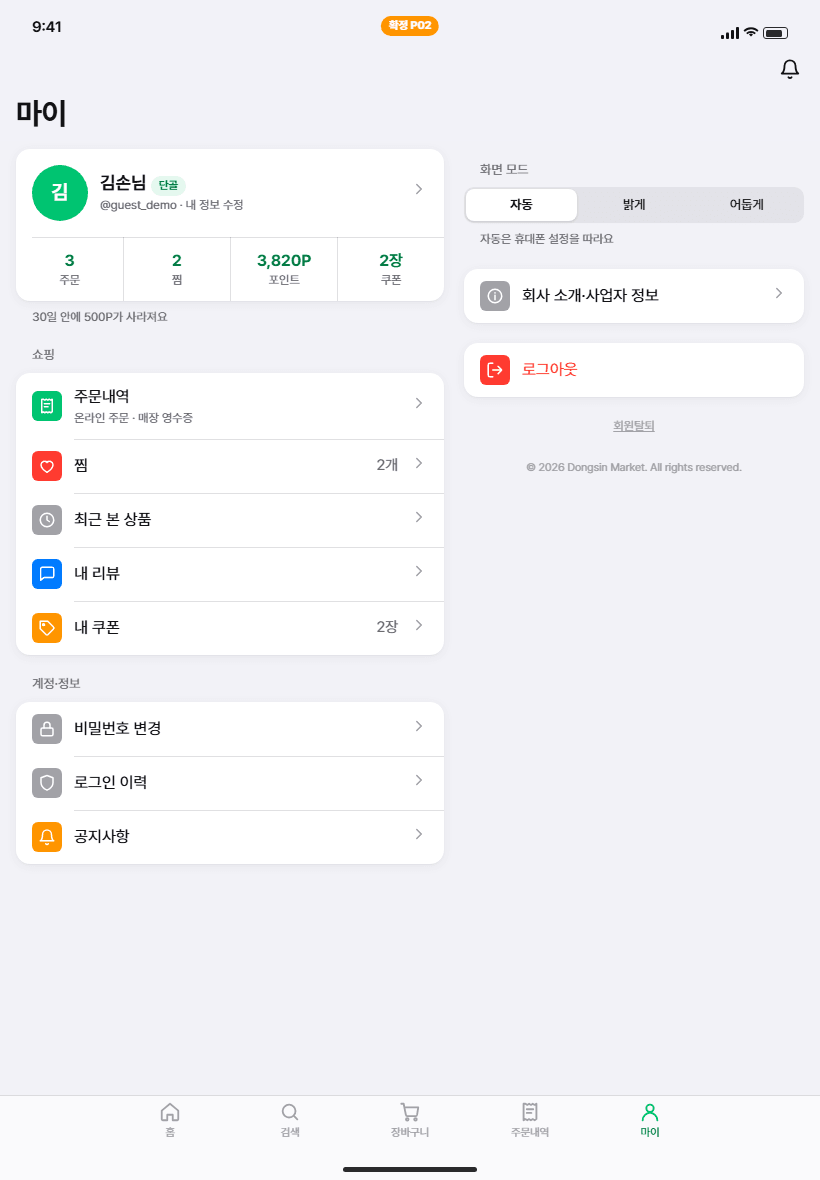 9:41
확정 P02
마이
김
김손님 단골
@guest_demo · 내 정보 수정
3
주문
2
찜
3,820P
포인트
2장
쿠폰
30일 안에 500P가 사라져요
쇼핑
주문내역
온라인 주문 · 매장 영수증
찜 2개
최근 본 상품
내 리뷰
내 쿠폰 2장
계정·정보
비밀번호 변경
로그인 이력
공지사항
화면 모드
자동 밝게 어둡게
자동은 휴대폰 설정을 따라요
회사 소개·사업자 정보
로그아웃
회원탈퇴
© 2026 Dongsin Market. All rights reserved.
홈 검색 장바구니 주문내역 마이